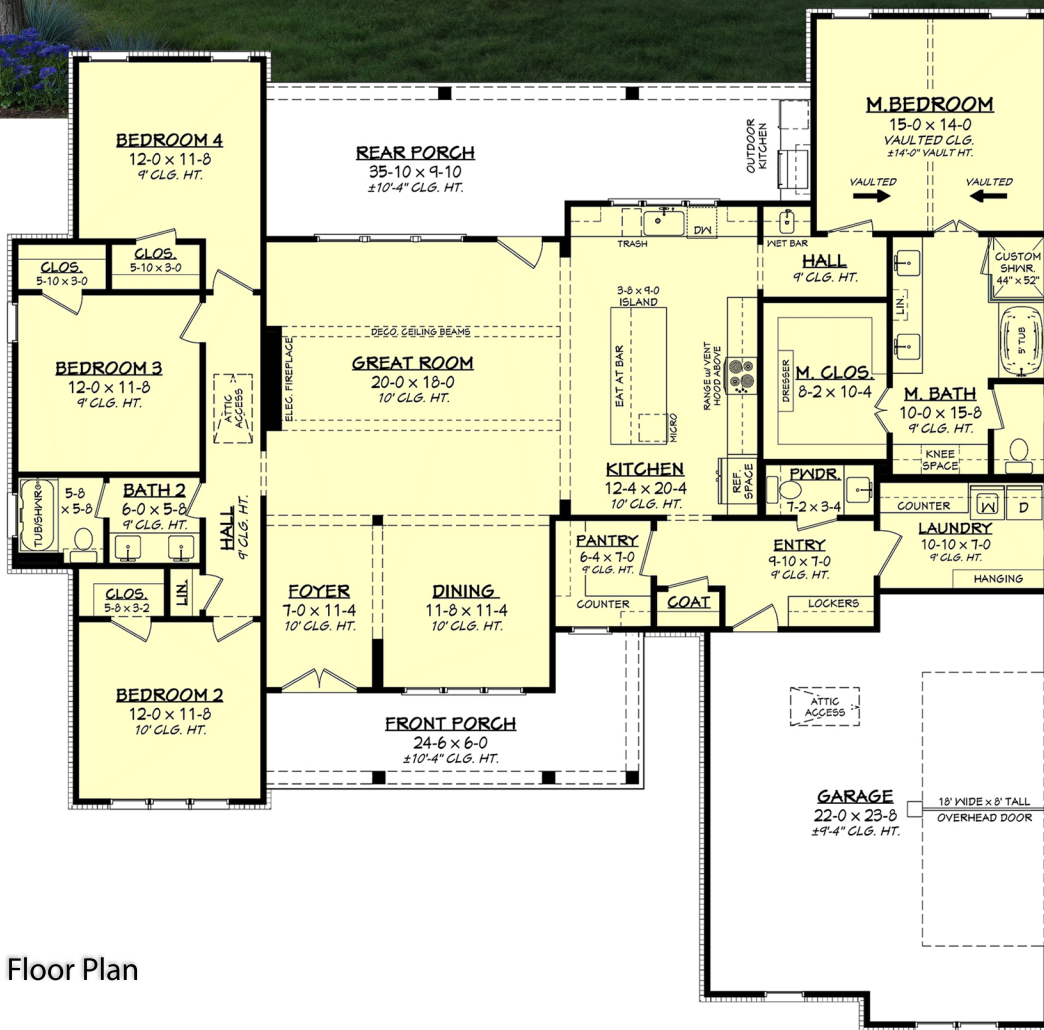 M.BEDROOM
15-0 x 14-0
VAULTED CLG.
±14'-0" VAULT HT.
VAULTED
VAULTED
BEDROOM 4
12-0 x 11-8
9' CLG. HT.
REAR PORCH
35-10 x 9-10
±10'-4" CLG. HT.
OUTDOOR
KITCHEN
TRASH
DW
WET BAR
HALL
9' CLG. HT.
CUSTOM
SHWR.
44" x 52"
CLOS.
5-10 x 3-0
CLOS.
5-10 x 3-0
LIN.
5' TUB
3-8 x 9-0
ISLAND
EAT AT BAR
MICRO
RANGE w/ VENT
HOOD ABOVE
DECO. CEILING BEAMS
ELEC. FIREPLACE
GREAT ROOM
20-0 x 18-0
10' CLG. HT.
BEDROOM 3
12-0 x 11-8
9' CLG. HT.
ATTIC
ACCESS
DRESSER
M. CLOS.
8-2 x 10-4
M. BATH
10-0 x 15-8
9' CLG. HT.
KNEE
SPACE
KITCHEN
12-4 x 20-4
10' CLG. HT.
REF.
SPACE
PWDR.
7-2 x 3-4
TUB/SHWR
5-8
x 5-8
BATH 2
6-0 x 5-8
9' CLG. HT.
HALL
9' CLG. HT.
COUNTER
W
D
LAUNDRY
10-10 x 7-0
9' CLG. HT.
HANGING
PANTRY
6-4 x 7-0
9' CLG. HT.
COUNTER
ENTRY
9-10 x 7-0
9' CLG. HT.
COAT
LOCKERS
CLOS.
5-8 x 3-2
LIN.
FOYER
7-0 x 11-4
10' CLG. HT.
DINING
11-8 x 11-4
10' CLG. HT.
BEDROOM 2
12-0 x 11-8
10' CLG. HT.
FRONT PORCH
24-6 x 6-0
±10'-4" CLG. HT.
ATTIC
ACCESS
GARAGE
22-0 x 23-8
±9'-4" CLG. HT.
18' WIDE x 8' TALL
OVERHEAD DOOR
Floor Plan